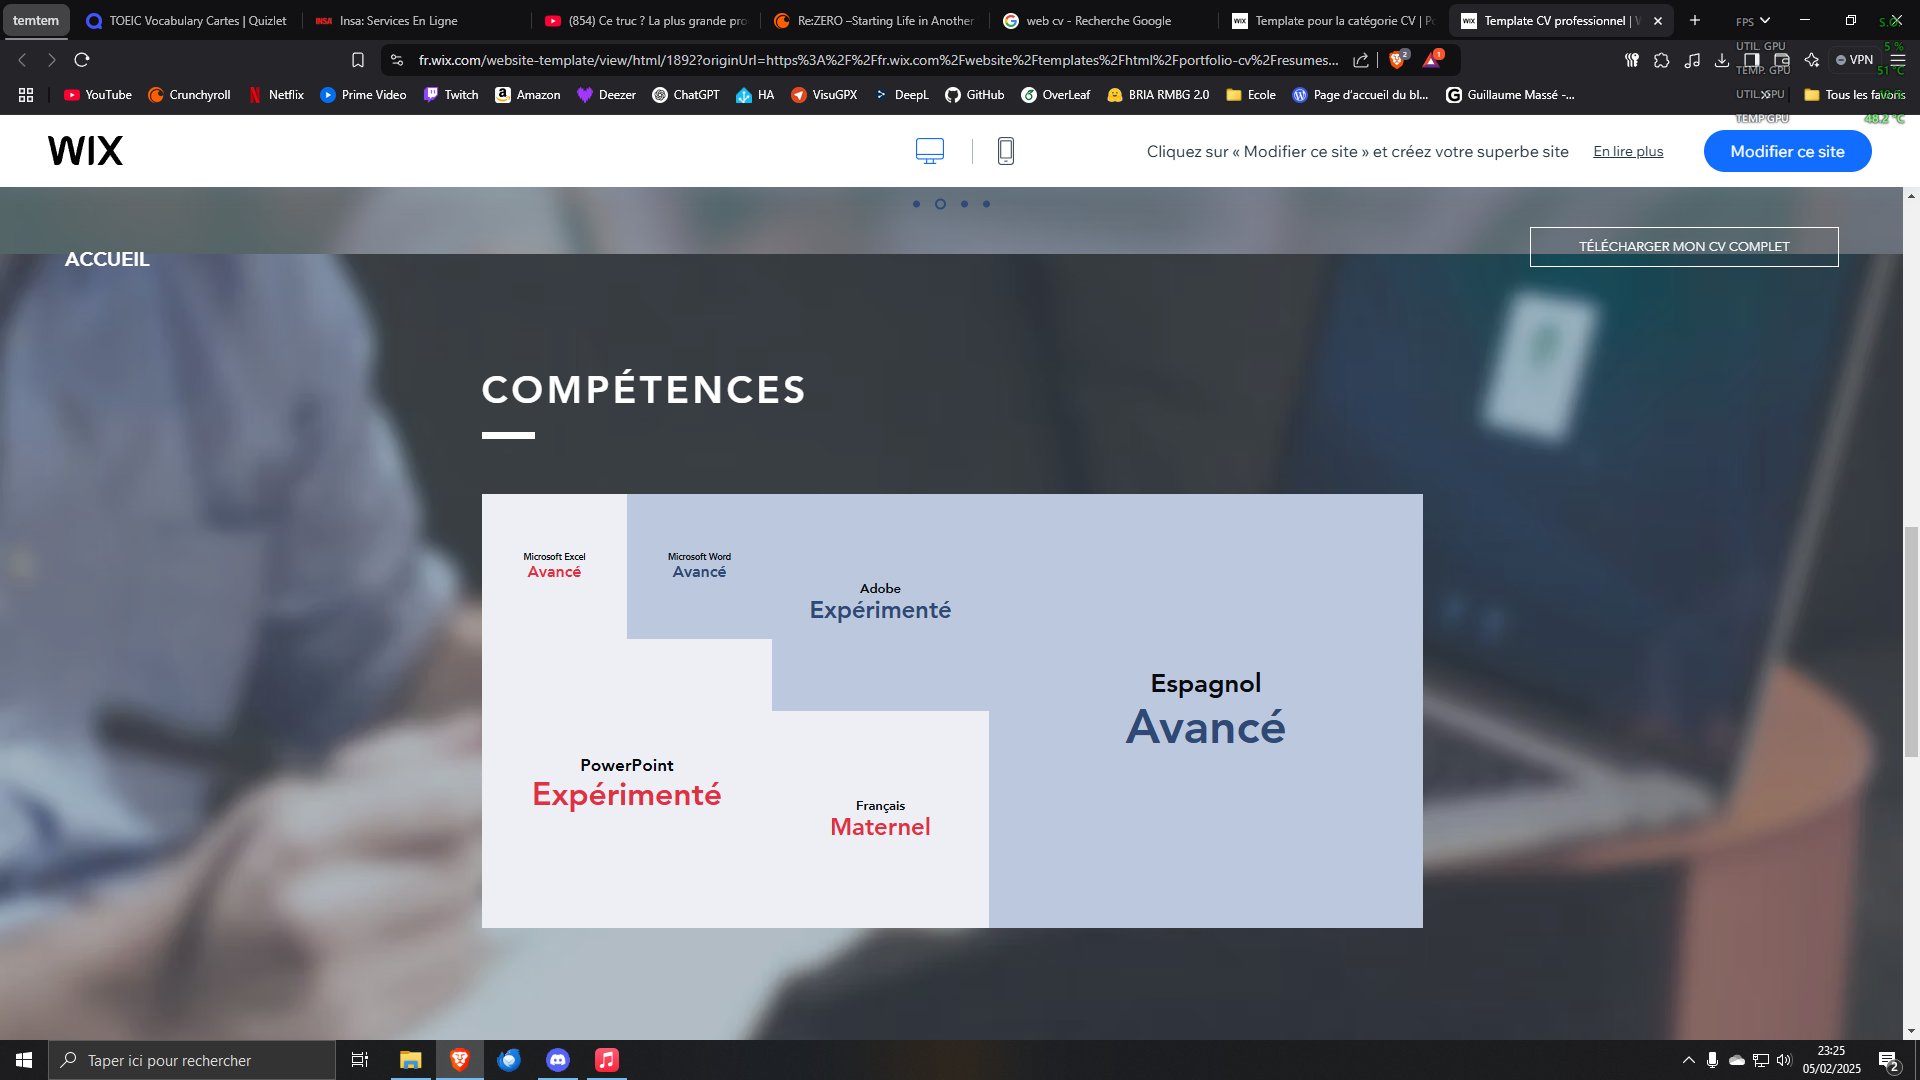 temtem
TOEIC Vocabulary Cartes | Quizlet
INSA Insa: Services En Ligne
(854) Ce truc ? La plus grande pro
Re:ZERO –Starting Life in Another
web cv - Recherche Google
WIX Template pour la catégorie CV | Po
WIX Template CV professionnel | W
FPS
fr.wix.com/website-template/view/html/1892?originUrl=https%3A%2F%2Ffr.wix.com%2Fwebsite%2Ftemplates%2Fhtml%2Fportfolio-cv%2Fresumes...
2
1
UTIL. GPU
5 %
TEMP. GPU
51 °C
VPN
YouTube
Crunchyroll
Netflix
Prime Video
Twitch
Amazon
Deezer
ChatGPT
HA
VisuGPX
DeepL
GitHub
OverLeaf
BRIA RMBG 2.0
Ecole
Page d'accueil du bl...
Guillaume Massé -...
Tous les favoris
48.2 °C
WIX
Cliquez sur « Modifier ce site » et créez votre superbe site
En lire plus
Modifier ce site
ACCUEIL
TÉLÉCHARGER MON CV COMPLET
COMPÉTENCES
Microsoft Excel
Avancé
Microsoft Word
Avancé
Adobe
Expérimenté
Espagnol
Avancé
PowerPoint
Expérimenté
Français
Maternel
Taper ici pour rechercher
23:25
05/02/2025
2